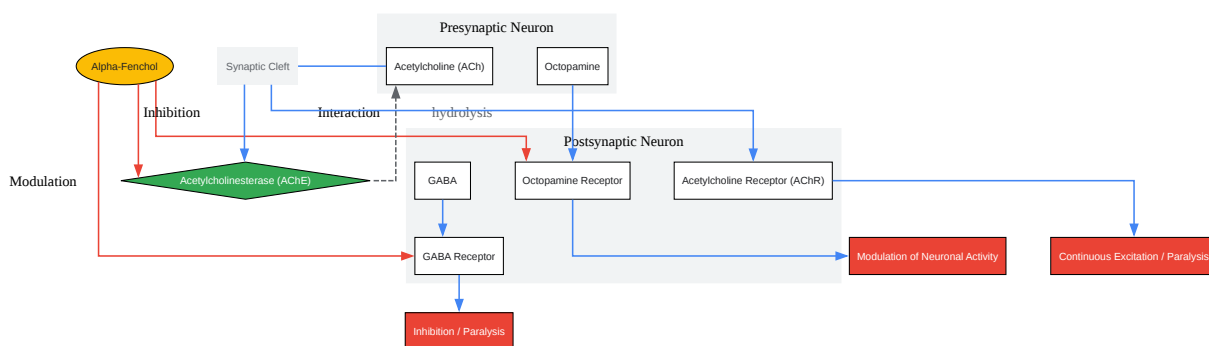 Presynaptic Neuron
Alpha-Fenchol
Synaptic Cleft
Acetylcholine (ACh)
Octopamine
Inhibition
Interaction
hydrolysis
Postsynaptic Neuron
Modulation
Acetylcholinesterase (AChE)
GABA
Octopamine Receptor
Acetylcholine Receptor (AChR)
GABA Receptor
Modulation of Neuronal Activity
Continuous Excitation / Paralysis
Inhibition / Paralysis